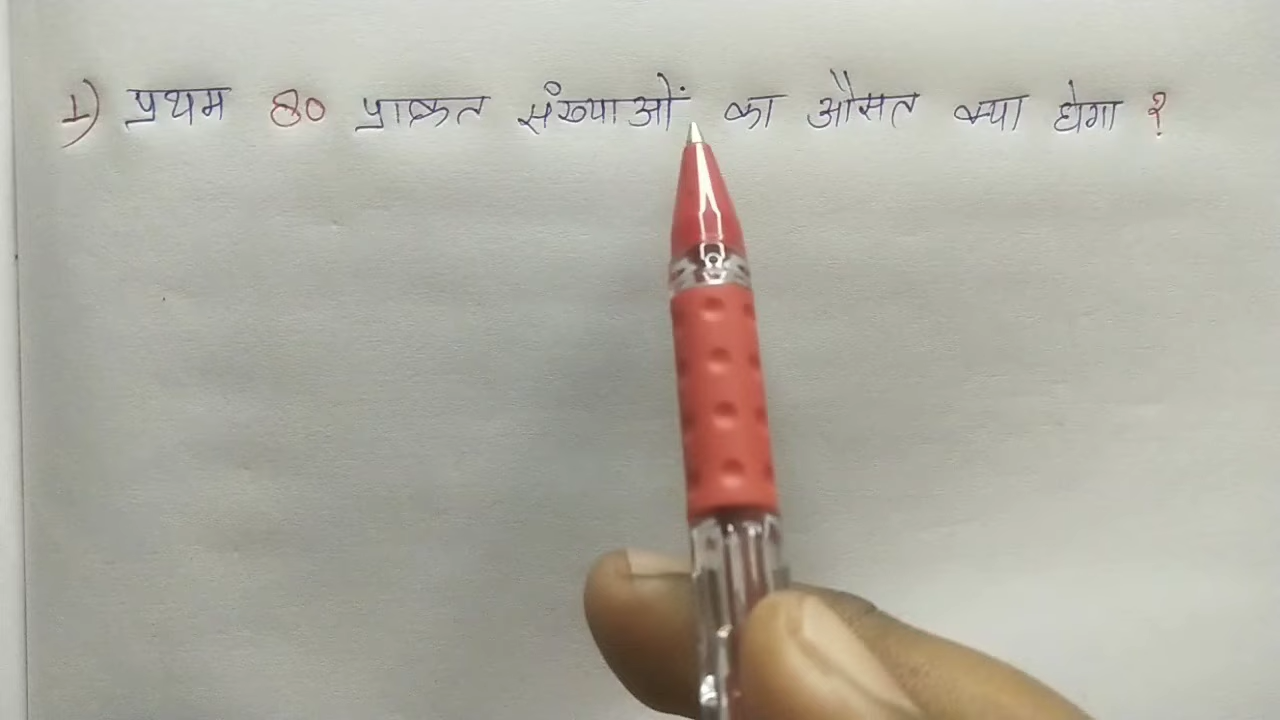 1) प्रथम 80 प्राकृत संख्याओं का औसत क्या होगा ?